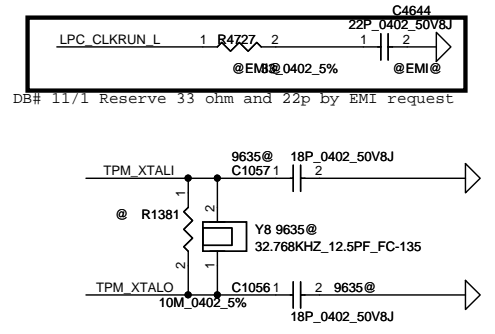 C4644
22P_0402_50V8J
LPC_CLKRUN_L 1 R4727 2 1 2
@EMI@ 0402_5% @EMI@
DB# 11/1 Reserve 33 ohm and 22p by EMI request
9635@ 18P_0402_50V8J
TPM_XTALI C1057 1 2
1 2
@ R1381
Y8 9635@
32.768KHZ_12.5PF_FC-135
2 1
TPM_XTALO C1056 1 2 9635@
10M_0402_5%
18P_0402_50V8J